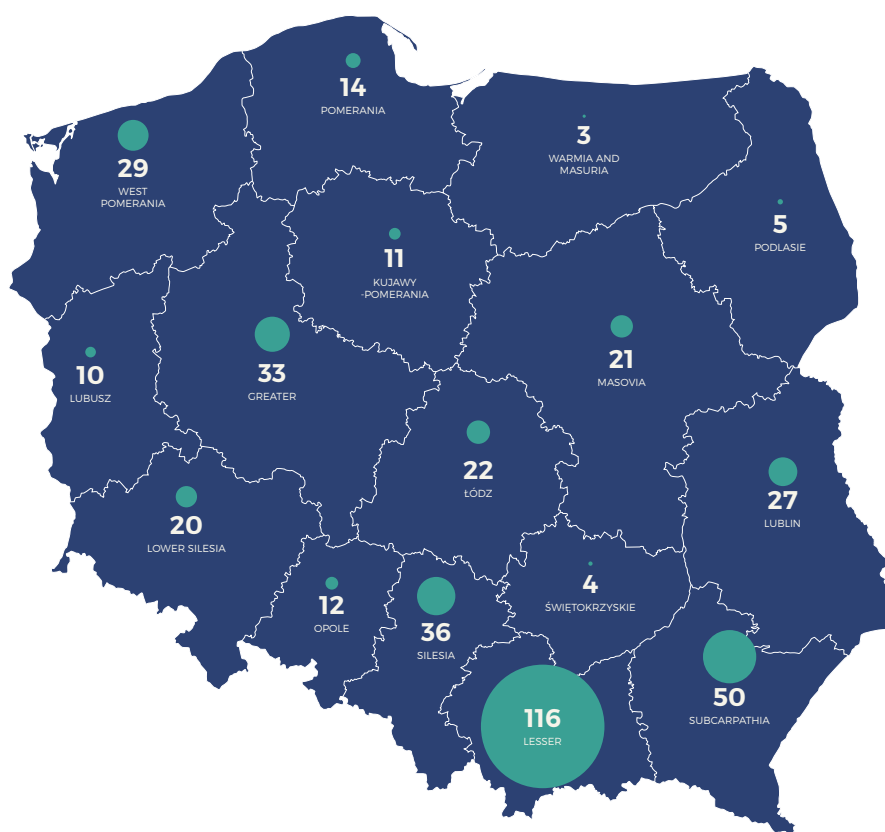 14
POMERANIA
3
WARMIA AND
MASURIA
29
WEST
POMERANIA
5
PODLASIE
11
KUJAWY
-POMERANIA
21
MASOVIA
10
LUBUSZ
33
GREATER
22
ŁÓDZ
27
LUBLIN
20
LOWER SILESIA
4
ŚWIĘTOKRZYSKIE
12
OPOLE
36
SILESIA
50
SUBCARPATHIA
116
LESSER